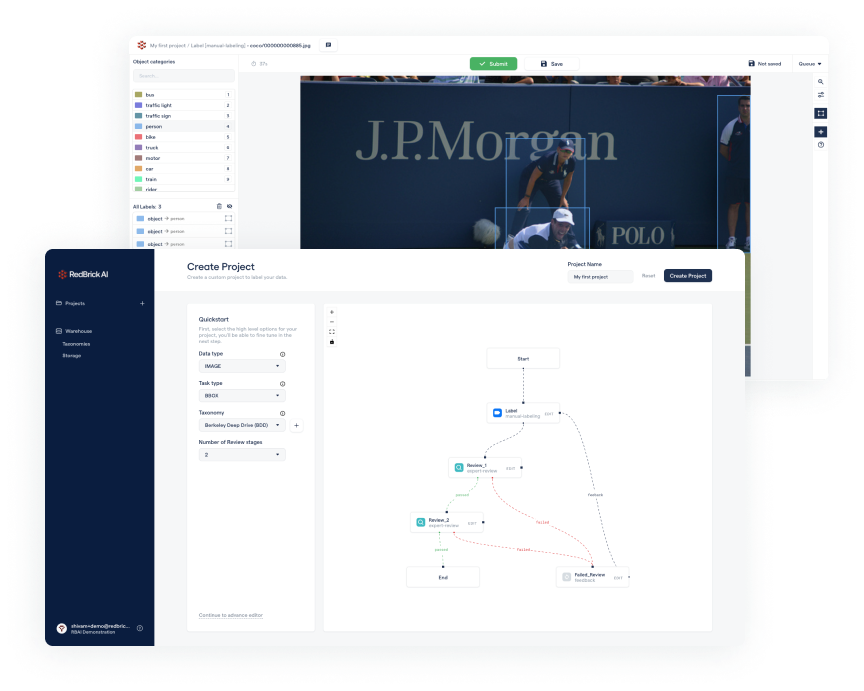 My first project / Label [manual-labeling] - coco/000000000885.jpg
Object categories
37s
Submit
Save
Not saved
Queue
Search...
bus 1
traffic light 2
traffic sign 3
person 4
bike 5
truck 6
motor 7
car 8
train 9
rider
All Labels: 3
object → person
object → person
object → person
J.P.Morgan
POLO
RedBrick AI
Projects +
Warehouse
Taxonomies
Storage
shivam+demo@redbric...
RBAI Demonstration
Create Project
Create a custom project to label your data.
Project Name
My first project
Reset
Create Project
Quickstart
First, select the high level options for your
project, you'll be able to fine tune in the
next step.
Data type
IMAGE
Task type
BBOX
Taxonomy
Berkeley Deep Drive (BDD)
+
Number of Review stages
2
Continue to advance editor
Start
Label
manual-labeling
EDIT
Review_1
expert-review
EDIT
passed
feeback
Review_2
expert-review
EDIT
failed
passed
failed
End
Failed_Review
feedback
EDIT